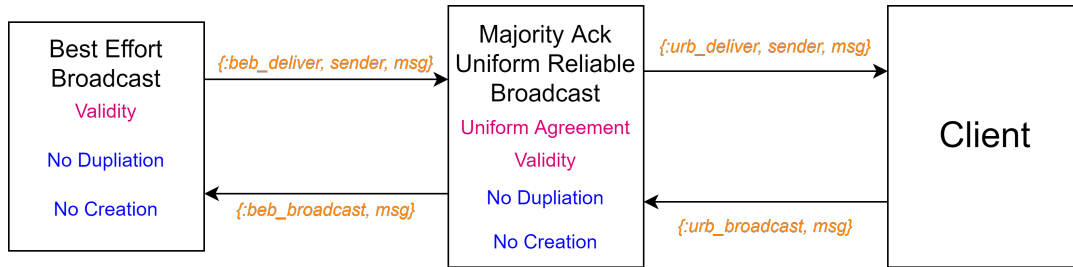 Best Effort
Broadcast
Validity
No Dupliation
No Creation
{:beb_deliver, sender, msg}
{:beb_broadcast, msg}
Majority Ack
Uniform Reliable
Broadcast
Uniform Agreement
Validity
No Dupliation
No Creation
{:urb_deliver, sender, msg}
{:urb_broadcast, msg}
Client